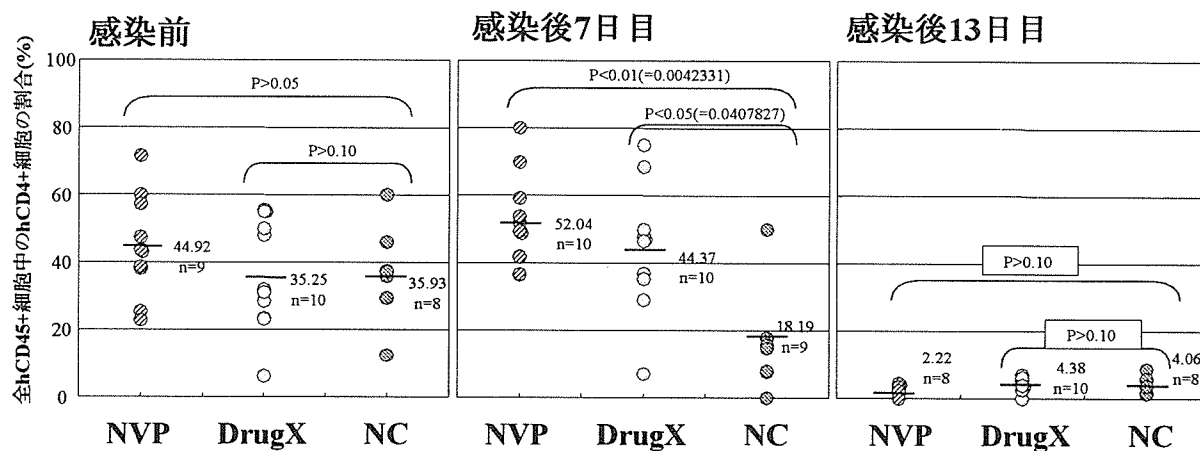 感染前
感染後7日目
感染後13日目
全hCD45+細胞中のhCD4+細胞の割合(%)
100
80
60
40
20
0
P>0.05
P>0.10
44.92
n=9
35.25
n=10
35.93
n=8
NVP
DrugX
NC
P<0.01(=0.0042331)
P<0.05(=0.0407827)
52.04
n=10
44.37
n=10
18.19
n=9
NVP
DrugX
NC
P>0.10
P>0.10
2.22
n=8
4.38
n=10
4.06
n=8
NVP
DrugX
NC